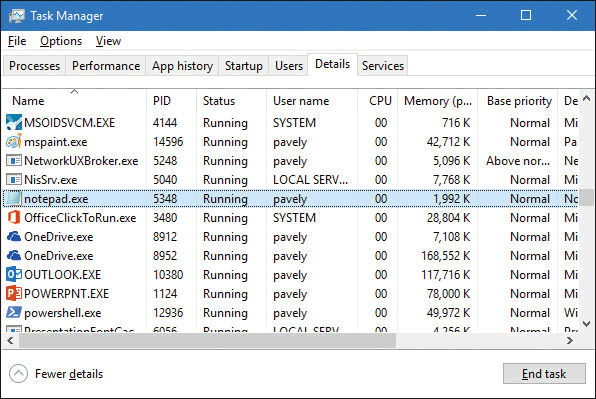 Task Manager
File Options View
Processes Performance App history Startup Users Details Services
Name PID Status User name CPU Memory (p... Base priority De
MSOIDSVCM.EXE 4144 Running SYSTEM 00 716 K Normal Mi
mspaint.exe 14596 Running pavely 00 42,712 K Normal Pa
NetworkUXBroker.exe 5248 Running pavely 00 5,096 K Above nor... Mi
NisSrv.exe 5040 Running LOCAL SERV... 00 7,768 K Normal Mi
notepad.exe 5348 Running pavely 00 1,992 K Normal No
OfficeClickToRun.exe 3480 Running SYSTEM 00 28,804 K Normal Mi
OneDrive.exe 8912 Running pavely 00 7,108 K Normal Mi
OneDrive.exe 8952 Running pavely 00 168,552 K Normal Mi
OUTLOOK.EXE 10380 Running pavely 00 117,716 K Normal Mi
POWERPNT.EXE 1124 Running pavely 00 78,000 K Normal Mi
powershell.exe 12936 Running pavely 00 49,972 K Normal Wi
PresentationFontCac... 6056 Running LOCAL SERV... 00 4,256 K Normal
Fewer details End task